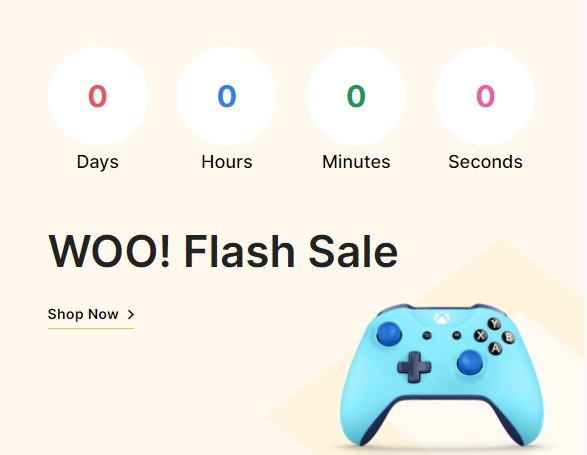 0 0 0 0
Days Hours Minutes Seconds
WOO! Flash Sale
Shop Now
Y
X B
A